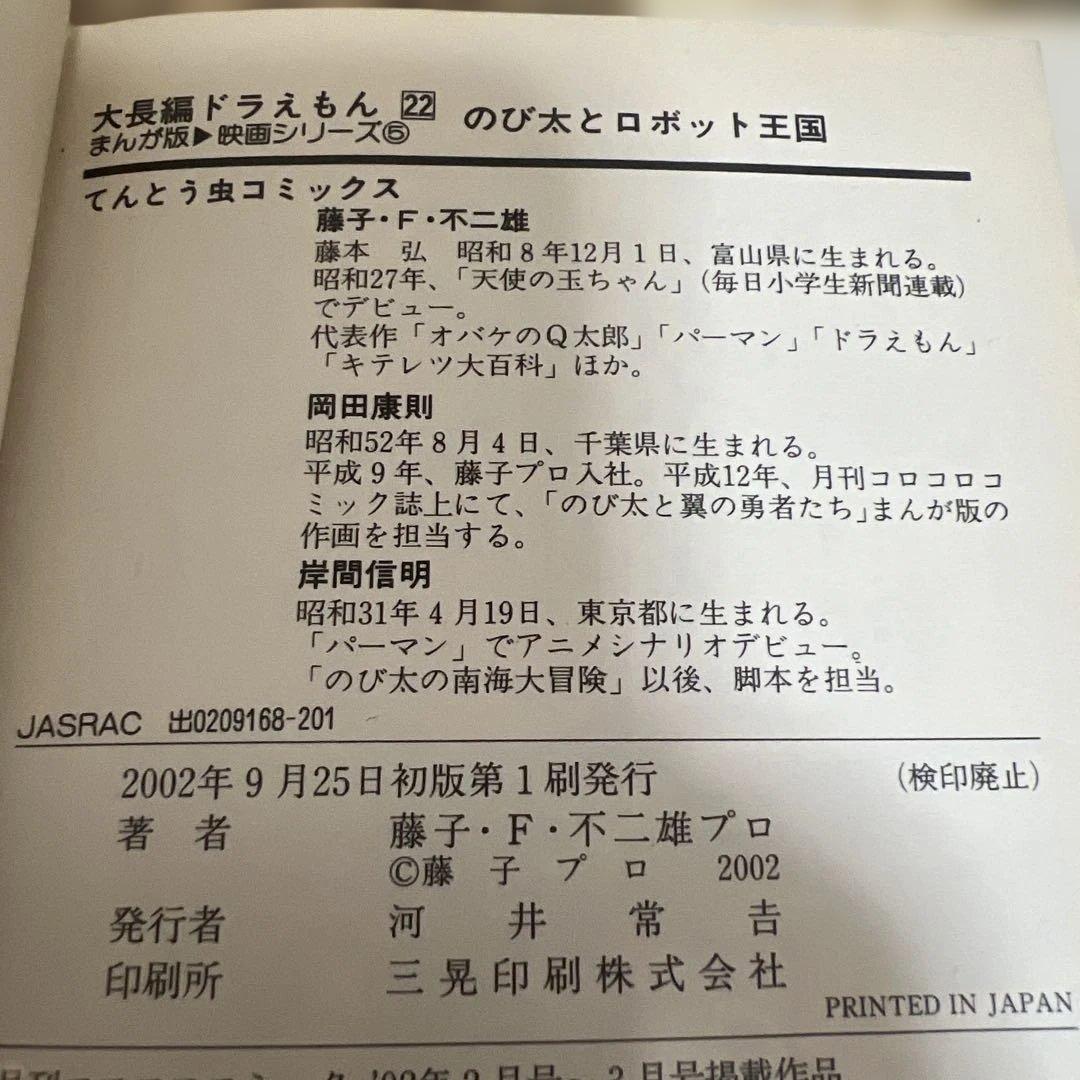 大長編ドラえもん 22 のび太とロボット王国
まんが版▶映画シリーズ⑤
てんとう虫コミックス
藤子・F・不二雄
藤本 弘 昭和8年12月1日、富山県に生まれる。
昭和27年、「天使の玉ちゃん」(毎日小学生新聞連載)
でデビュー。
代表作「オバケのQ太郎」「パーマン」「ドラえもん」
「キテレツ大百科」ほか。
岡田康則
昭和52年8月4日、千葉県に生まれる。
平成9年、藤子プロ入社。平成12年、月刊コロコロコ
ミック誌上にて、「のび太と翼の勇者たち」まんが版の
作画を担当する。
岸間信明
昭和31年4月19日、東京都に生まれる。
「パーマン」でアニメシナリオデビュー。
「のび太の南海大冒険」以後、脚本を担当。
JASRAC 出0209168-201
2002年9月25日初版第1刷発行 (検印廃止)
著者 藤子・F・不二雄プロ
©藤子プロ 2002
発行者 河井常𠮷
印刷所 三晃印刷株式会社
PRINTED IN JAPAN
'02年2月号～3月号掲載作品